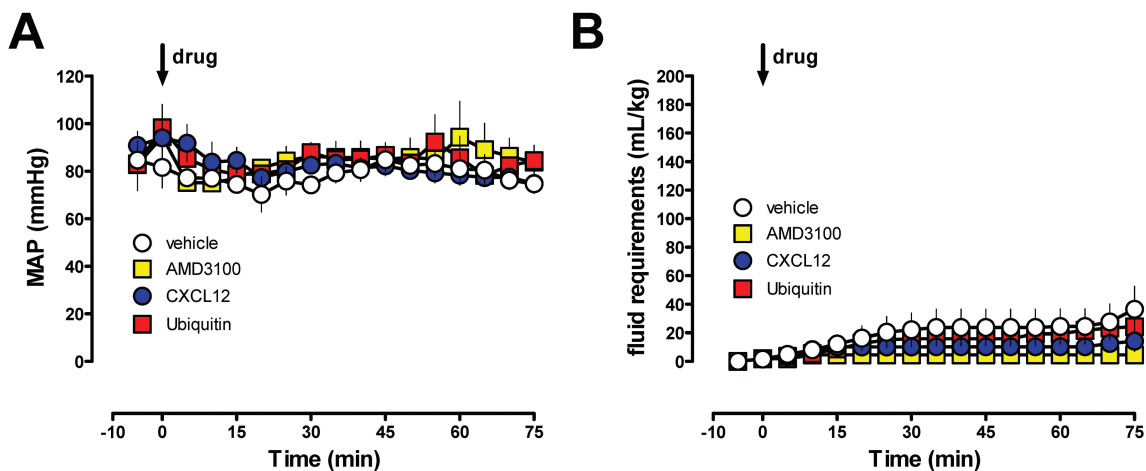 A
drug
120
100
80
60
40
20
0
MAP (mmHg)
vehicle
AMD3100
CXCL12
Ubiquitin
-10 0 15 30 45 60 75
Time (min)
B
drug
200
180
160
140
120
100
80
60
40
20
0
fluid requirements (mL/kg)
vehicle
AMD3100
CXCL12
Ubiquitin
-10 0 15 30 45 60 75
Time (min)